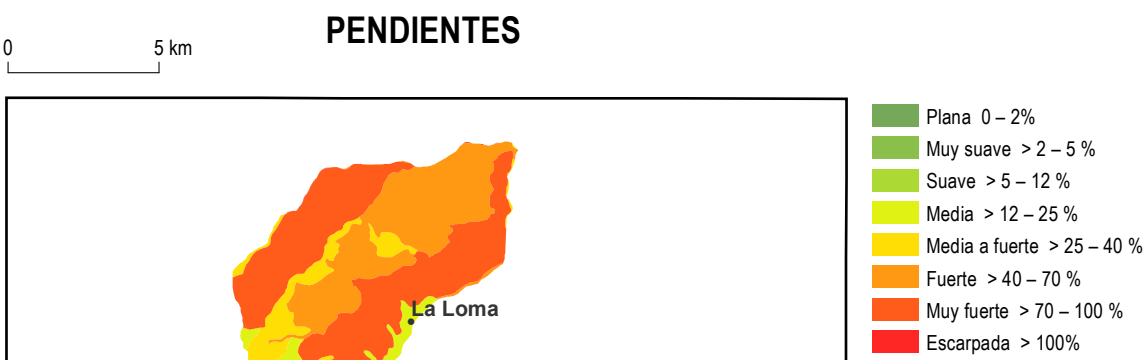 PENDIENTES
0 5 km
Plana 0 – 2%
Muy suave > 2 – 5 %
Suave > 5 – 12 %
Media > 12 – 25 %
Media a fuerte > 25 – 40 %
Fuerte > 40 – 70 %
Muy fuerte > 70 – 100 %
Escarpada > 100%
La Loma